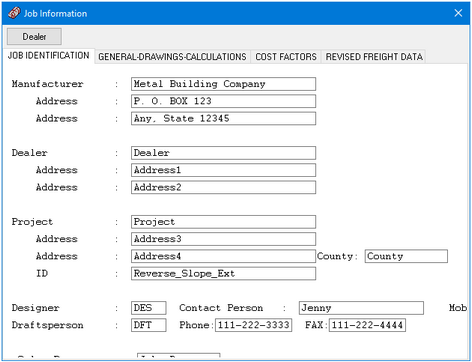 Job Information
Dealer
JOB IDENTIFICATION GENERAL-DRAWINGS-CALCULATIONS COST FACTORS REVISED FREIGHT DATA
Manufacturer : Metal Building Company
Address : P. O. BOX 123
Address : Any, State 12345
Dealer : Dealer
Address : Address1
Address : Address2
Project : Project
Address : Address3
Address : Address4 County: County
ID : Reverse_Slope_Ext
Designer : DES Contact Person : Jenny Mob
Draftsperson : DFT Phone: 111-222-3333 FAX: 111-222-4444